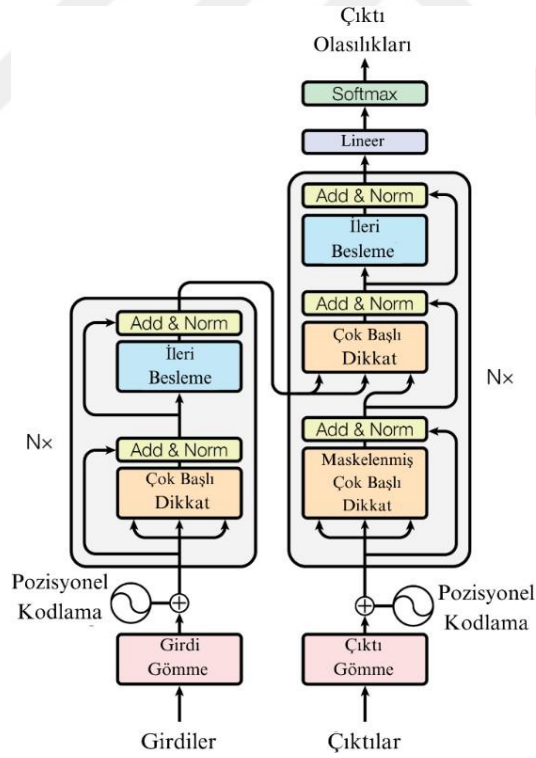 Çıktı
Olasılıkları
Softmax
Lineer
Add & Norm
İleri
Besleme
Add & Norm
Çok Başlı
Dikkat
Add & Norm
Maskelenmiş
Çok Başlı
Dikkat
Nx
Add & Norm
İleri
Besleme
Add & Norm
Çok Başlı
Dikkat
Nx
Pozisyonel
Kodlama
Pozisyonel
Kodlama
Girdi
Gömme
Çıktı
Gömme
Girdiler
Çıktılar